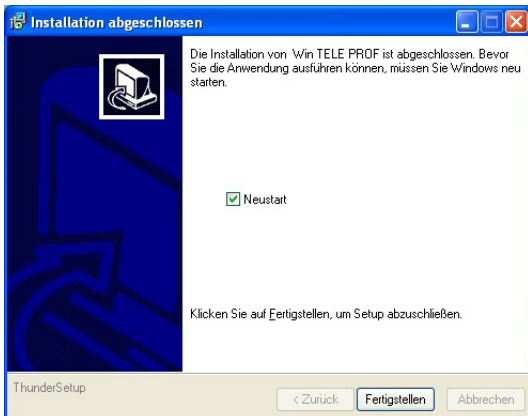 Installation abgeschlossen
Die Installation von Win TELE PROF ist abgeschlossen. Bevor
Sie die Anwendung ausführen können, müssen Sie Windows neu
starten.
Neustart
Klicken Sie auf Fertigstellen, um Setup abzuschließen.
ThunderSetup
< Zurück
Fertigstellen
Abbrechen